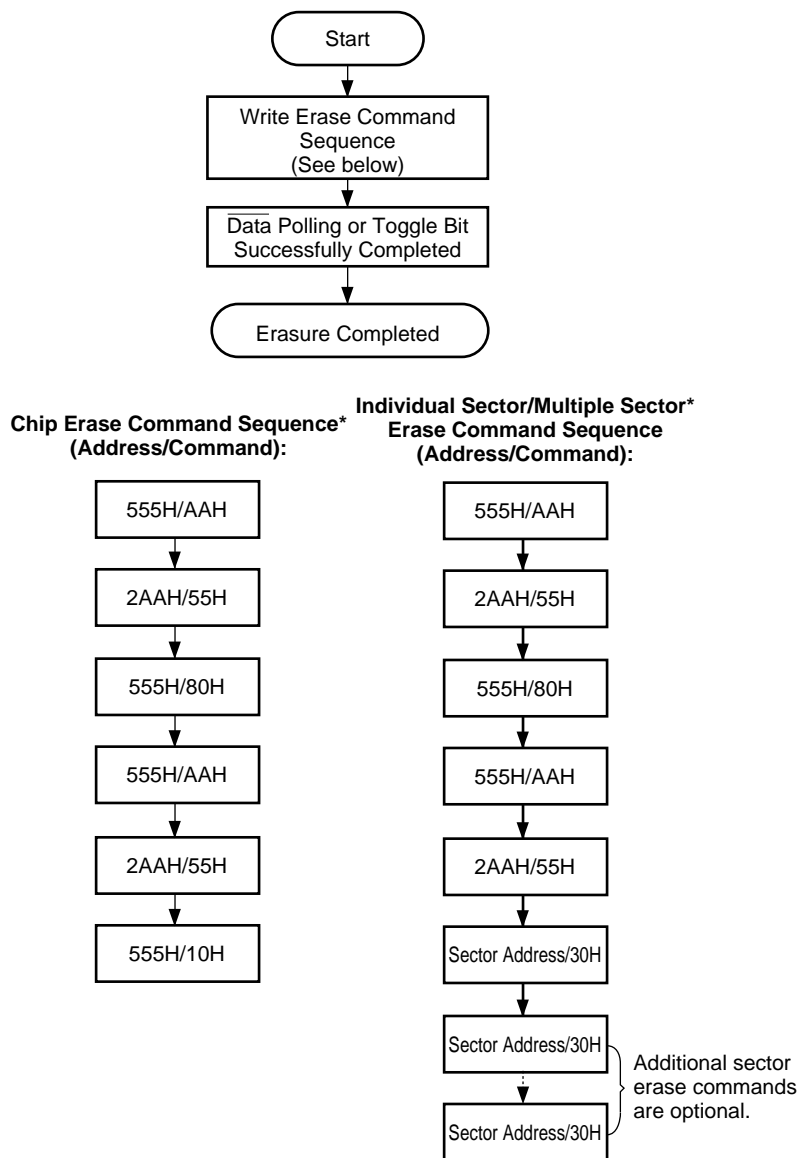 Start
Write Erase Command
Sequence
(See below)
Data Polling or Toggle Bit
Successfully Completed
Erasure Completed
Chip Erase Command Sequence*
(Address/Command):
555H/AAH
2AAH/55H
555H/80H
555H/AAH
2AAH/55H
555H/10H
Individual Sector/Multiple Sector*
Erase Command Sequence
(Address/Command):
555H/AAH
2AAH/55H
555H/80H
555H/AAH
2AAH/55H
Sector Address/30H
Sector Address/30H
Sector Address/30H
Additional sector
erase commands
are optional.